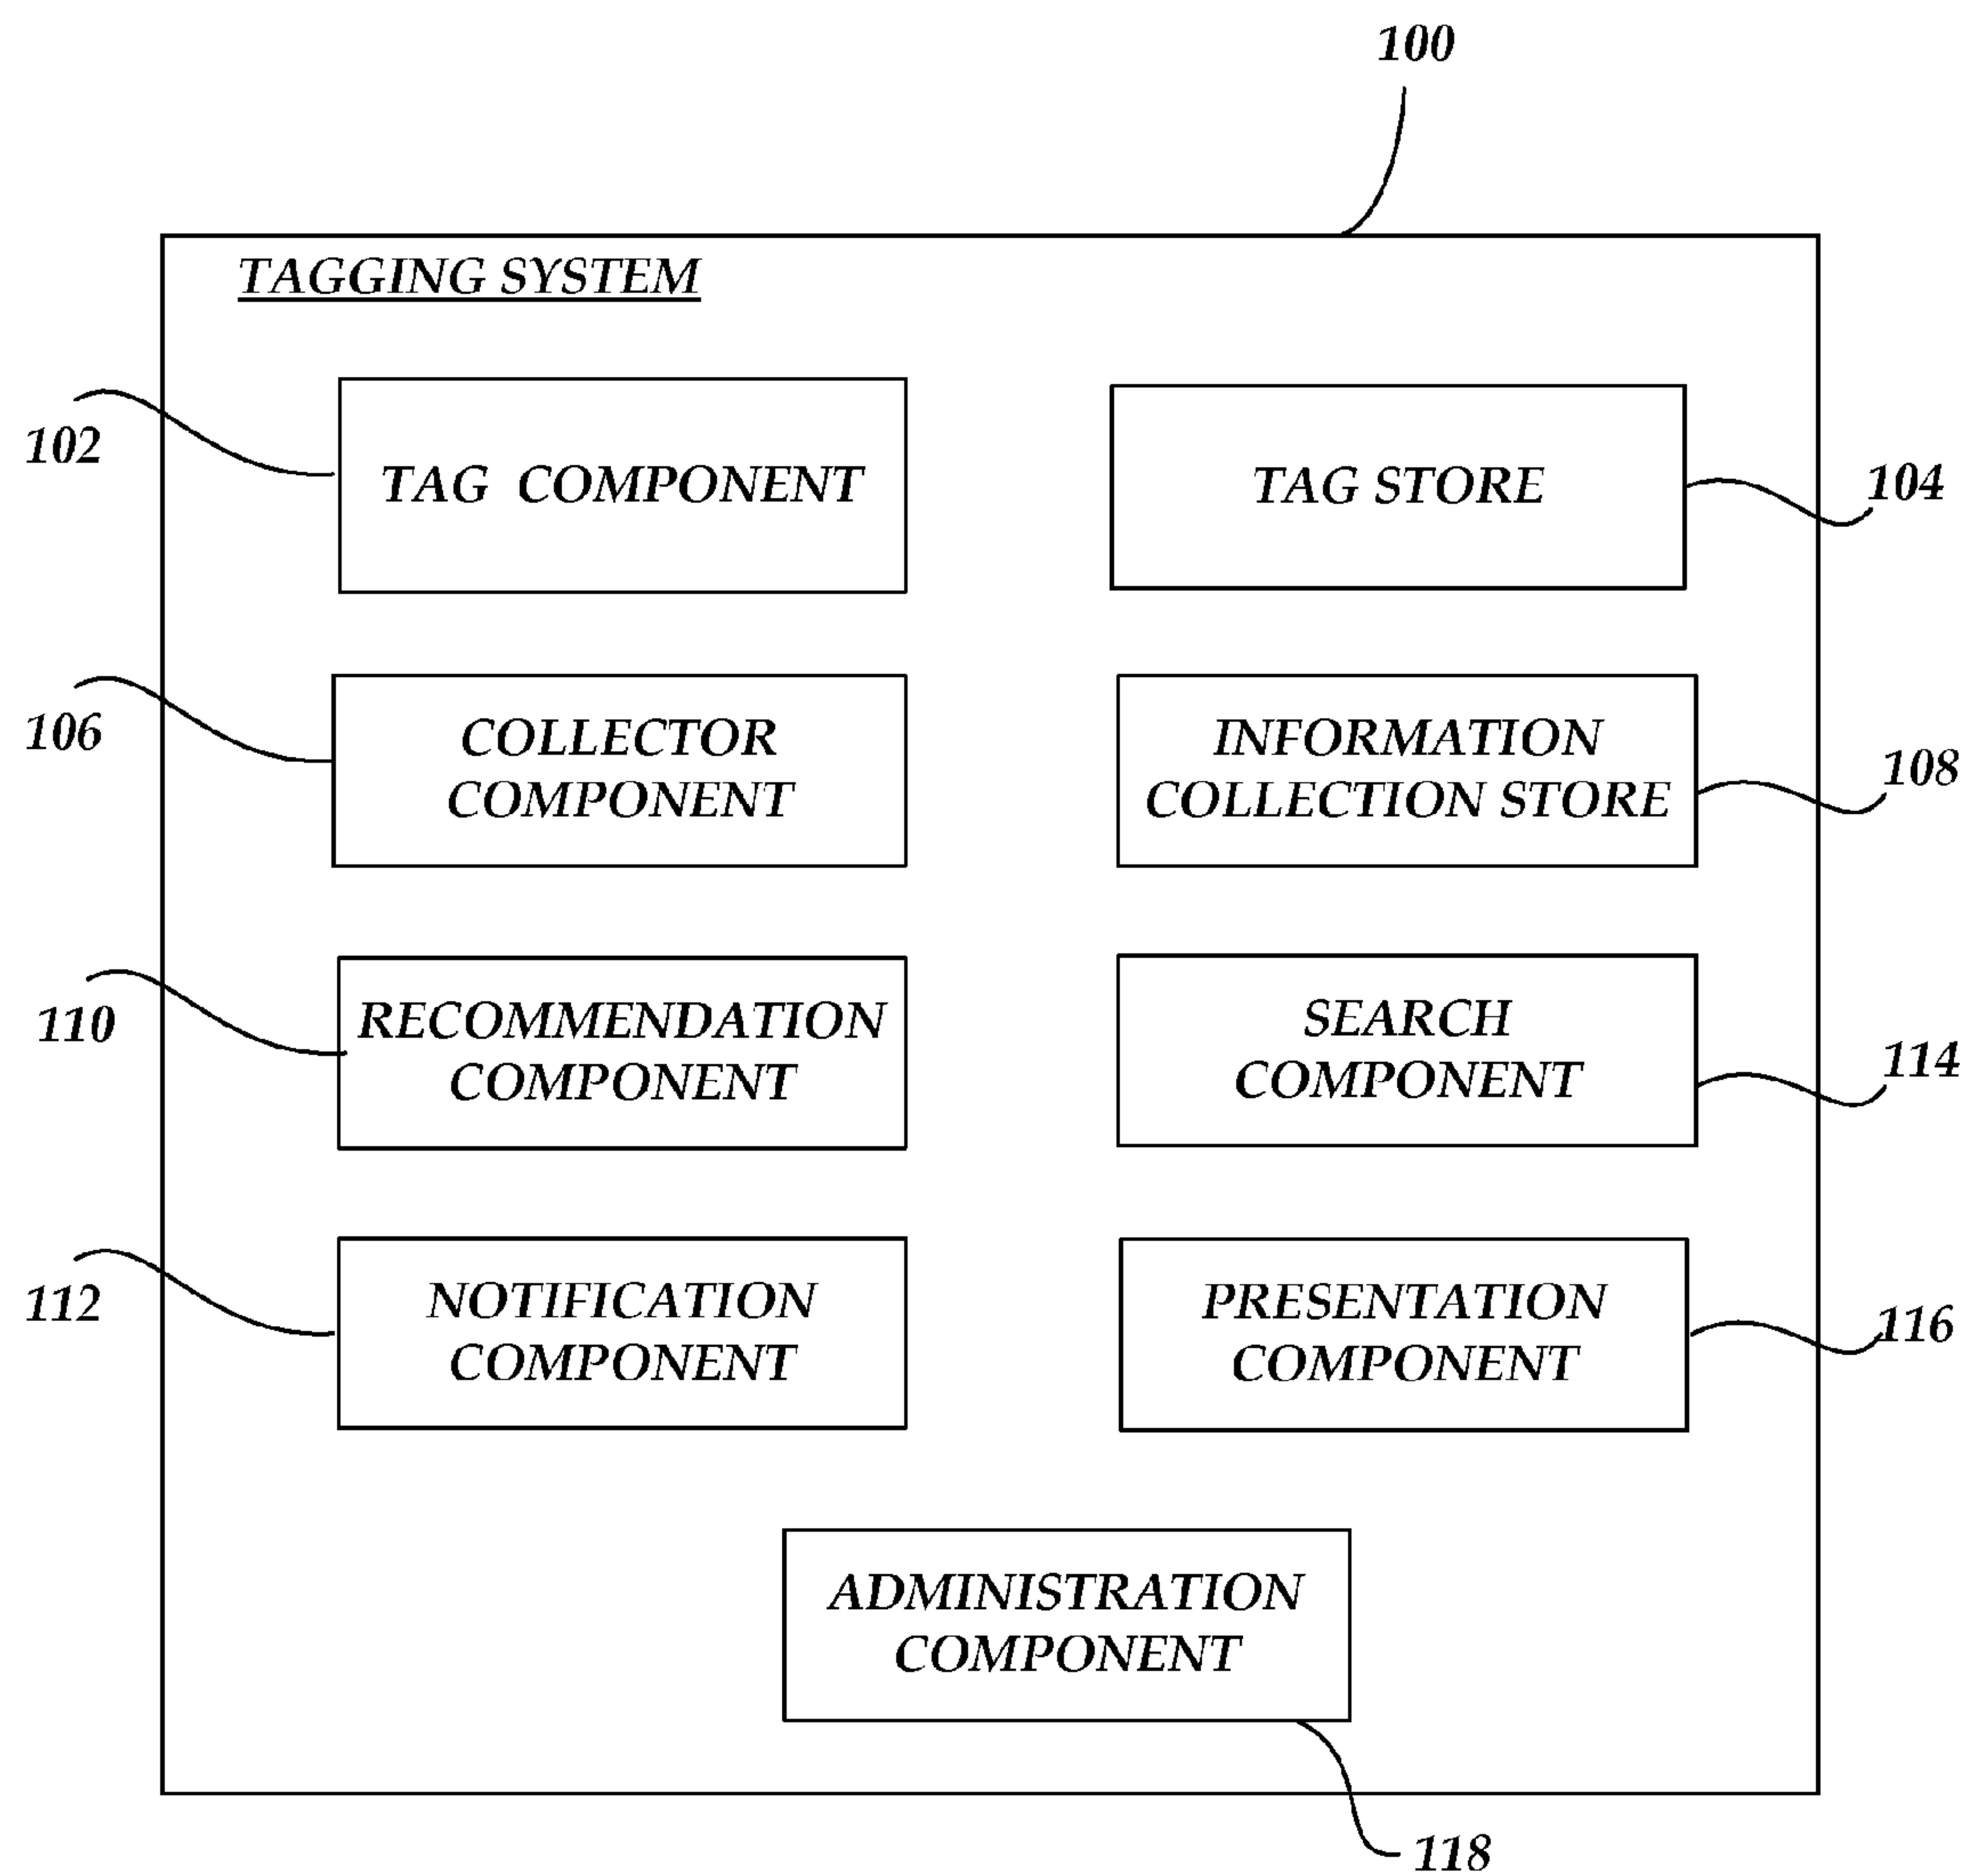 100
TAGGING SYSTEM
102
TAG COMPONENT
TAG STORE
104
106
COLLECTOR
COMPONENT
INFORMATION
COLLECTION STORE
108
110
RECOMMENDATION
COMPONENT
SEARCH
COMPONENT
114
112
NOTIFICATION
COMPONENT
PRESENTATION
COMPONENT
116
ADMINISTRATION
COMPONENT
118